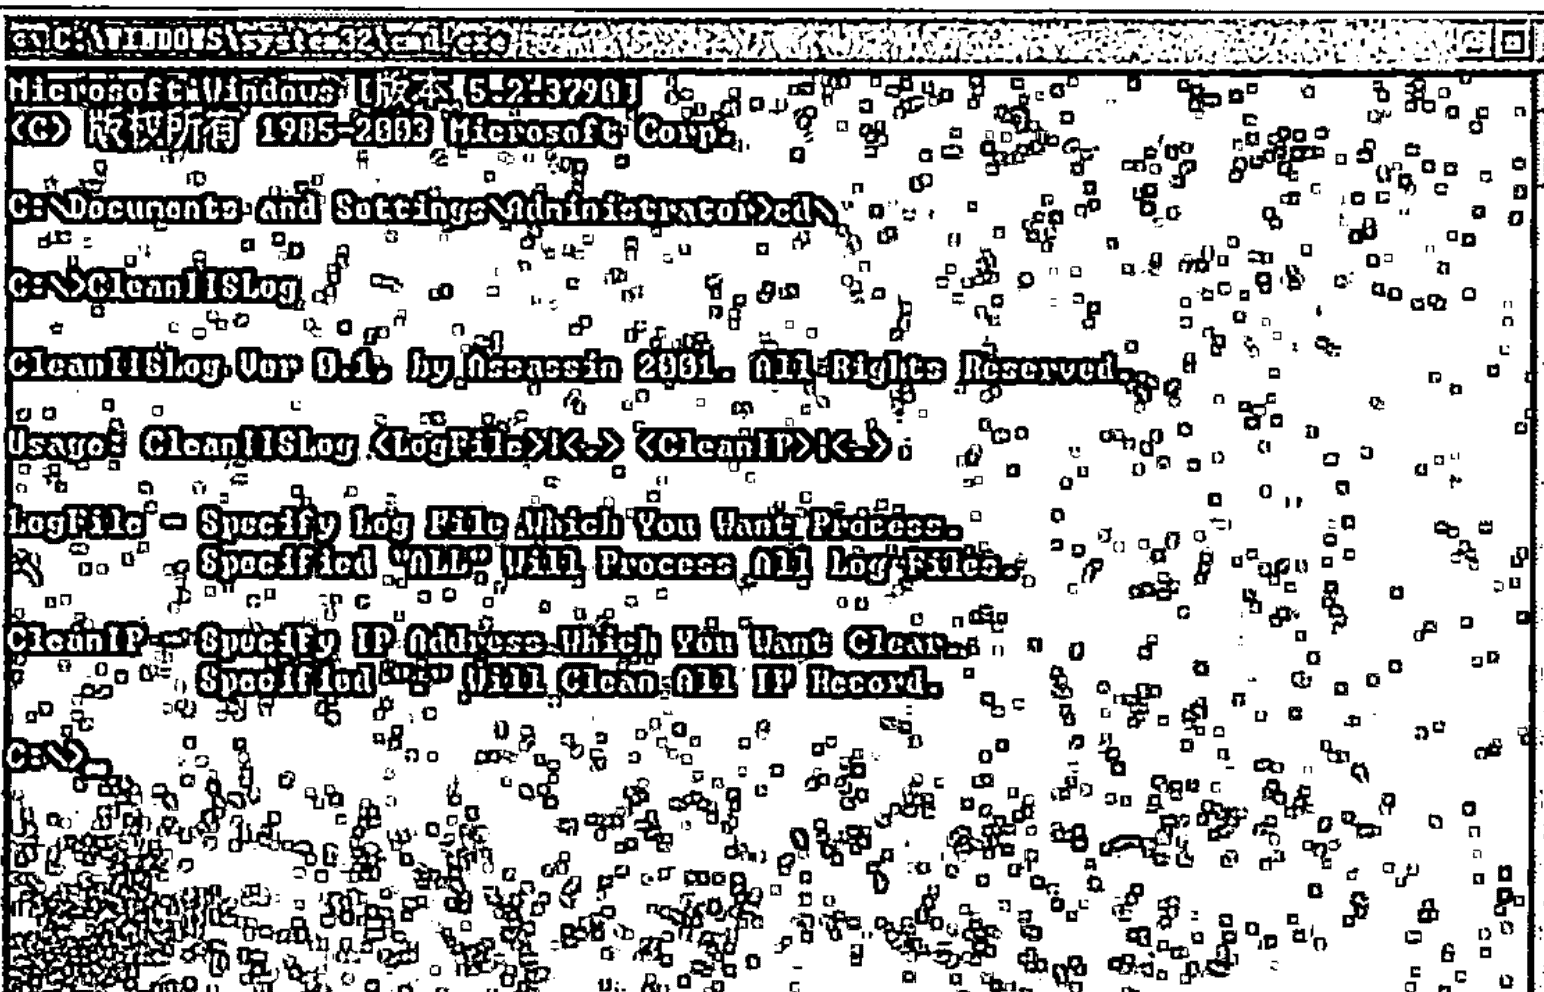 C:\WINDOWS\system32\cmd.exe
Microsoft Windows [版本 5.2.3790]
(C) 版权所有 1985-2003 Microsoft Corp.
C:\Documents and Settings\Administrator>cd\
C:\>CleanIISLog
CleanIISLog Ver 0.1, by Assassin 2001. All Rights Reserved.
Usage: CleanIISLog <LogFile>|<.> <CleanIP>|<.>
LogFile - Specify Log File Which You Want Process.
Specified "ALL" Will Process All Log Files.
CleanIP - Specify IP Address Which You Want Clear.
Specified "." Will Clean All IP Record.
C:\>_